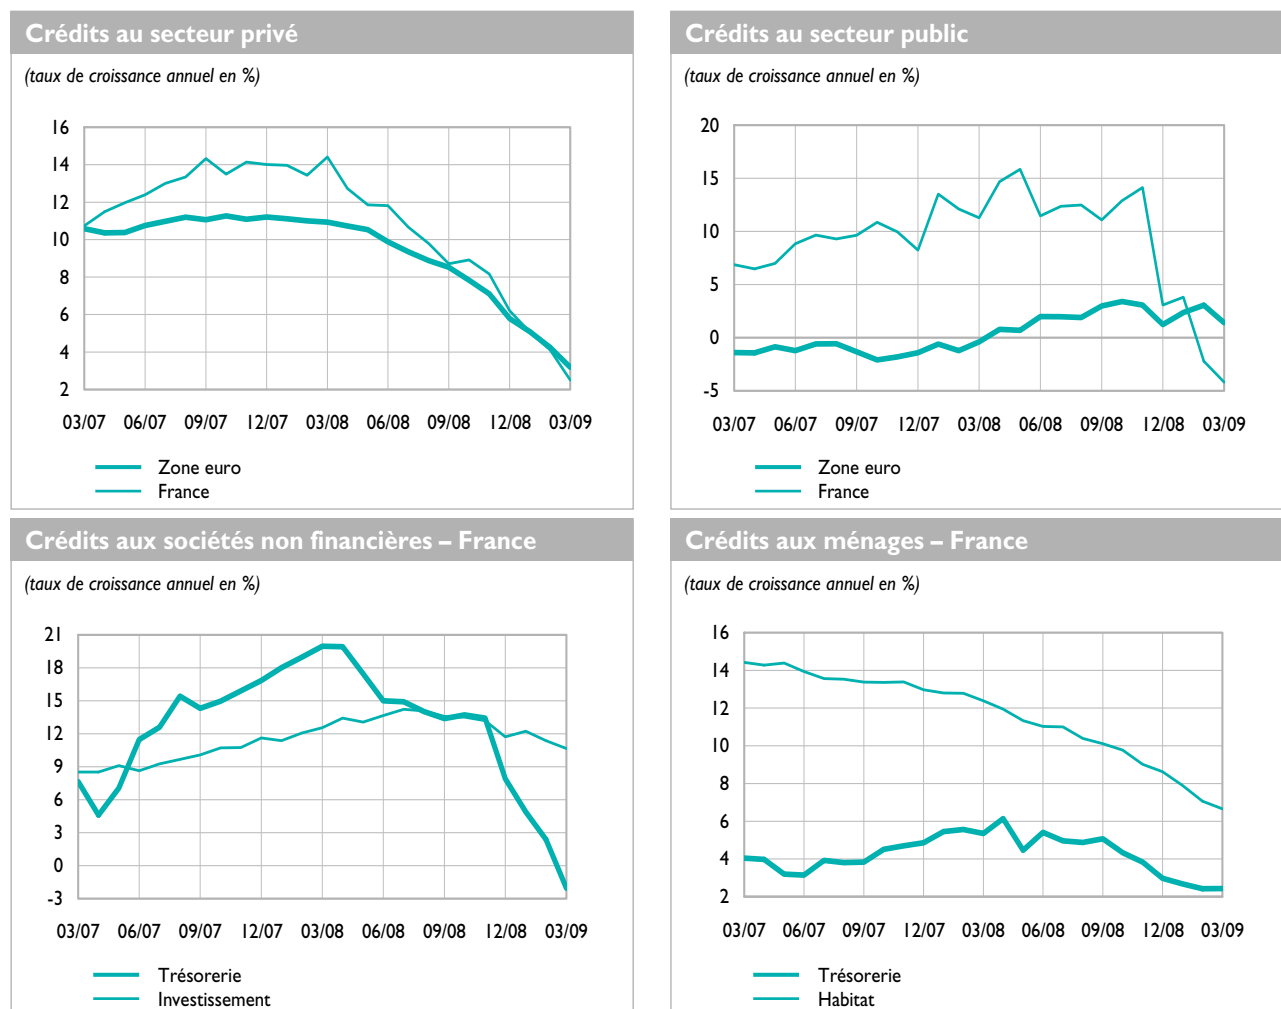 Crédits au secteur privé
(taux de croissance annuel en %)
16
14
12
10
8
6
4
2
03/07 06/07 09/07 12/07 03/08 06/08 09/08 12/08 03/09
Zone euro
France
Crédits au secteur public
(taux de croissance annuel en %)
20
15
10
5
0
-5
03/07 06/07 09/07 12/07 03/08 06/08 09/08 12/08 03/09
Zone euro
France
Crédits aux sociétés non financières – France
(taux de croissance annuel en %)
21
18
15
12
9
6
3
0
-3
03/07 06/07 09/07 12/07 03/08 06/08 09/08 12/08 03/09
Trésorerie
Investissement
Crédits aux ménages – France
(taux de croissance annuel en %)
16
14
12
10
8
6
4
2
03/07 06/07 09/07 12/07 03/08 06/08 09/08 12/08 03/09
Trésorerie
Habitat